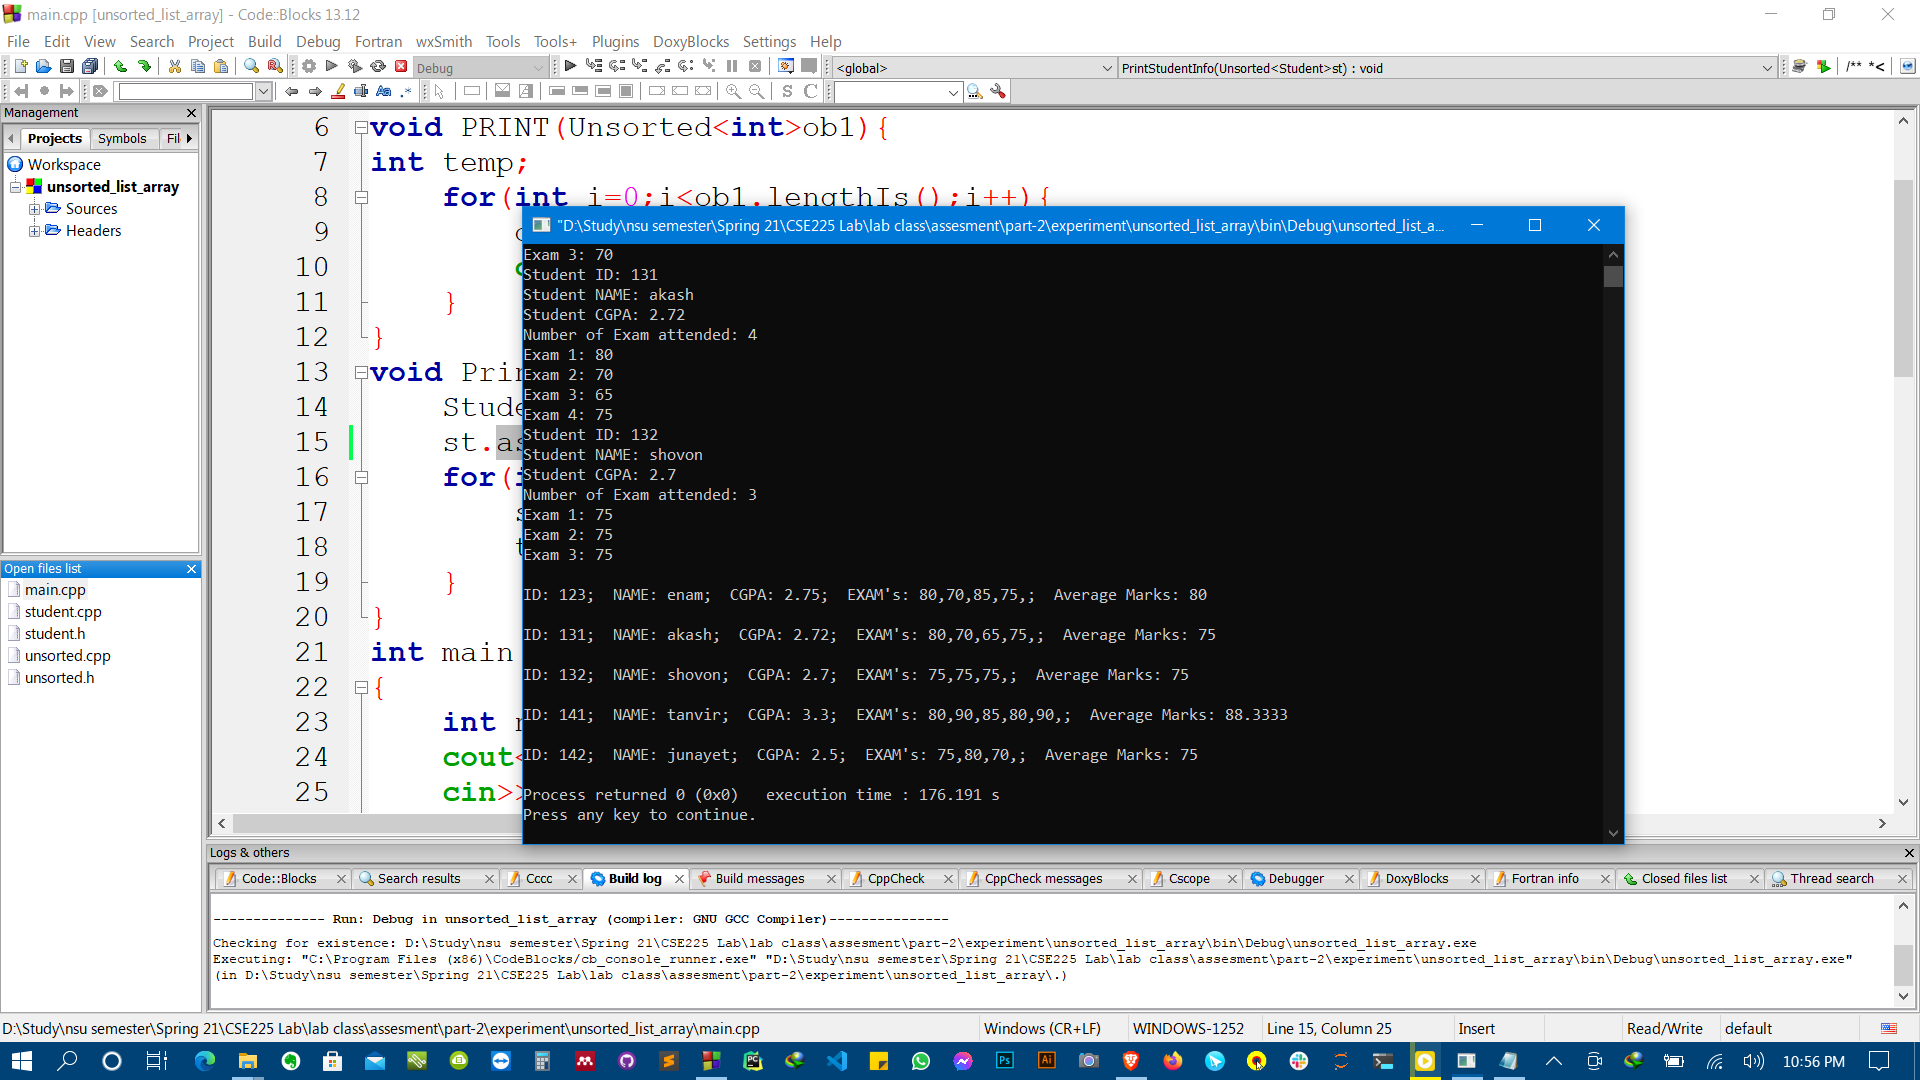 main.cpp [unsorted_list_array] - Code::Blocks 13.12
File Edit View Search Project Build Debug Fortran wxSmith Tools Tools+ Plugins DoxyBlocks Settings Help
Debug
<global>
PrintStudentInfo(Unsorted<Student>st) : void
/** *<
Aa .*
S C
Management
Projects Symbols Fil
Workspace
unsorted_list_array
Sources
Headers
Open files list
main.cpp
student.cpp
student.h
unsorted.cpp
unsorted.h
6 void PRINT(Unsorted<int>ob1){
7 int temp;
8 for(int i=0;i<ob1.lengthIs();i++){
9
10
11 }
12 }
13 void Prin
14 Stude
15 st.as
16 for(i
17
18 t
19 }
20 }
21 int main
22 {
23 int
24 cout<
25 cin>>
"D:\Study\nsu semester\Spring 21\CSE225 Lab\lab class\assesment\part-2\experiment\unsorted_list_array\bin\Debug\unsorted_list_a...
Exam 3: 70
Student ID: 131
Student NAME: akash
Student CGPA: 2.72
Number of Exam attended: 4
Exam 1: 80
Exam 2: 70
Exam 3: 65
Exam 4: 75
Student ID: 132
Student NAME: shovon
Student CGPA: 2.7
Number of Exam attended: 3
Exam 1: 75
Exam 2: 75
Exam 3: 75
ID: 123;  NAME: enam;  CGPA: 2.75;  EXAM's: 80,70,85,75,;  Average Marks: 80
ID: 131;  NAME: akash;  CGPA: 2.72;  EXAM's: 80,70,65,75,;  Average Marks: 75
ID: 132;  NAME: shovon;  CGPA: 2.7;  EXAM's: 75,75,75,;  Average Marks: 75
ID: 141;  NAME: tanvir;  CGPA: 3.3;  EXAM's: 80,90,85,80,90,;  Average Marks: 88.3333
ID: 142;  NAME: junayet;  CGPA: 2.5;  EXAM's: 75,80,70,;  Average Marks: 75
Process returned 0 (0x0)   execution time : 176.191 s
Press any key to continue.
Logs & others
Code::Blocks Search results Cccc Build log Build messages CppCheck CppCheck messages Cscope Debugger DoxyBlocks Fortran info Closed files list Thread search
-------------- Run: Debug in unsorted_list_array (compiler: GNU GCC Compiler)---------------
Checking for existence: D:\Study\nsu semester\Spring 21\CSE225 Lab\lab class\assesment\part-2\experiment\unsorted_list_array\bin\Debug\unsorted_list_array.exe
Executing: "C:\Program Files (x86)\CodeBlocks/cb_console_runner.exe" "D:\Study\nsu semester\Spring 21\CSE225 Lab\lab class\assesment\part-2\experiment\unsorted_list_array\bin\Debug\unsorted_list_array.exe"
(in D:\Study\nsu semester\Spring 21\CSE225 Lab\lab class\assesment\part-2\experiment\unsorted_list_array\.)
D:\Study\nsu semester\Spring 21\CSE225 Lab\lab class\assesment\part-2\experiment\unsorted_list_array\main.cpp
Windows (CR+LF) WINDOWS-1252 Line 15, Column 25 Insert Read/Write default
10:56 PM